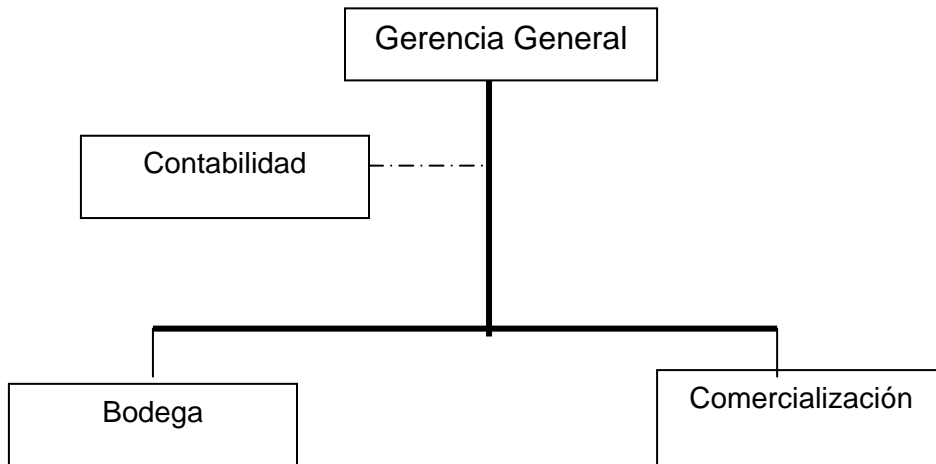 Gerencia General
Contabilidad
Bodega
Comercialización